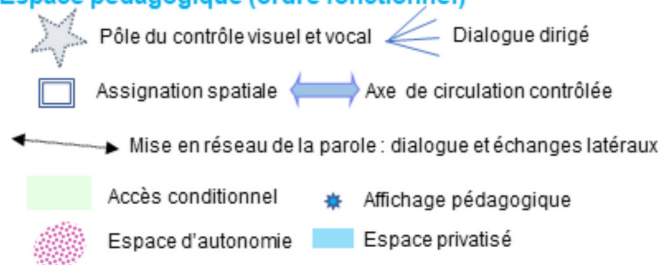 Espace pédagogique (ordre fonctionnel)
Pôle du contrôle visuel et vocal Dialogue dirigé
Assignation spatiale Axe de circulation contrôlée
Mise en réseau de la parole : dialogue et échanges latéraux
Accès conditionnel Affichage pédagogique
Espace d'autonomie Espace privatisé